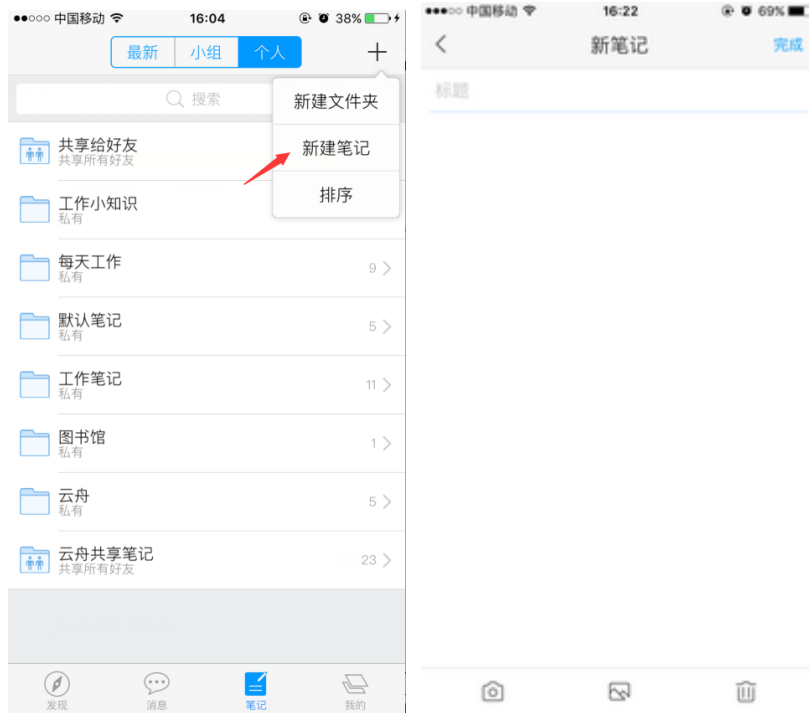 中国移动 16:04 38%
最新 小组 个人
搜索
新建文件夹
新建笔记
排序
共享给好友
共享所有好友
工作小知识
私有
每天工作
私有
9
默认笔记
私有
5
工作笔记
私有
11
图书馆
私有
1
云舟
私有
5
云舟共享笔记
共享所有好友
23
发现 消息 笔记 我的
中国移动 16:22 69%
新笔记 完成
标题